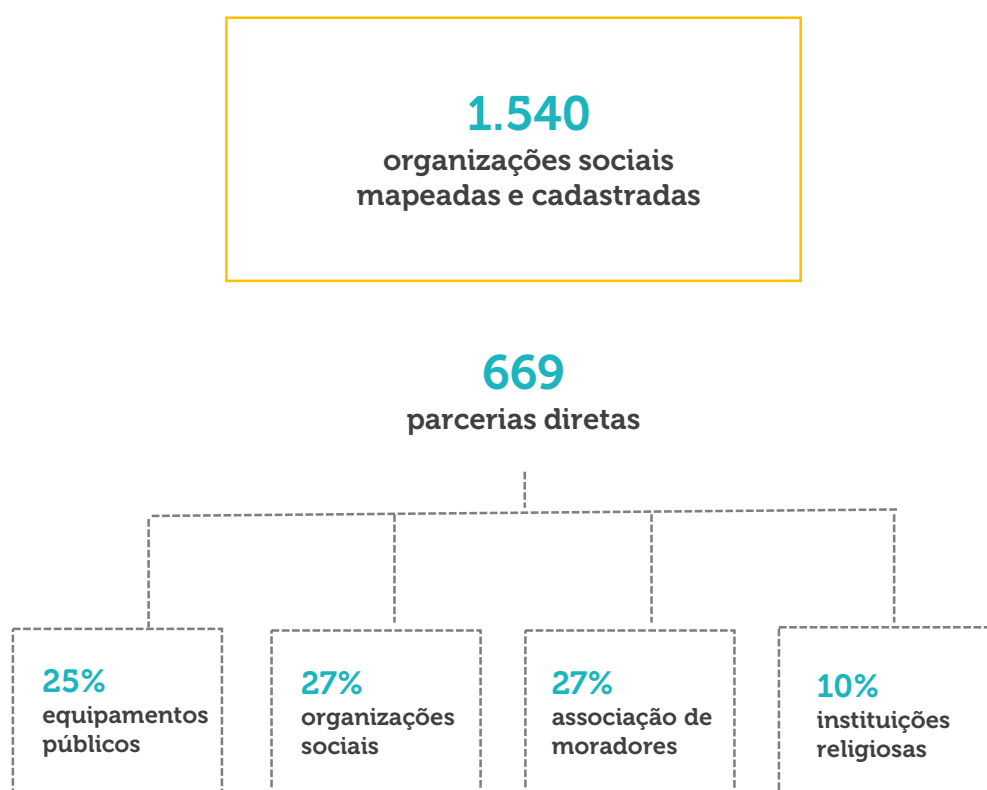 1.540
organizações sociais
mapeadas e cadastradas
669
parcerias diretas
25%
equipamentos
públicos
27%
organizações
sociais
27%
associação de
moradores
10%
instituições
religiosas